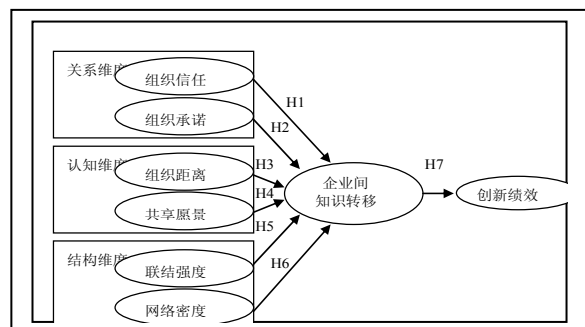 关系维度
组织信任
组织承诺
H1
H2
认知维度
组织距离
共享愿景
H3
H4
H5
企业间
知识转移
H7
创新绩效
结构维度
联结强度
网络密度
H6